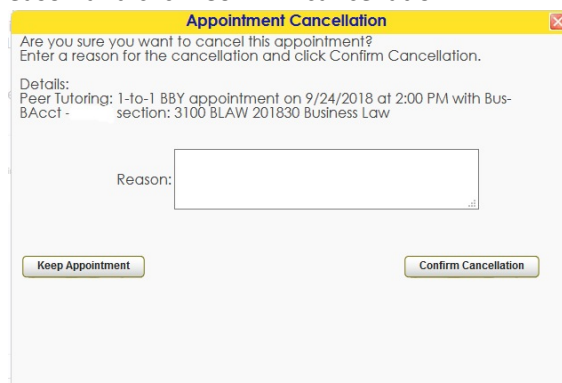 Appointment Cancellation
Are you sure you want to cancel this appointment?
Enter a reason for the cancellation and click Confirm Cancellation.
Details:
Peer Tutoring: 1-to-1 BBY appointment on 9/24/2018 at 2:00 PM with Bus-
BAcct - section: 3100 BLAW 201830 Business Law
Reason:
Keep Appointment
Confirm Cancellation